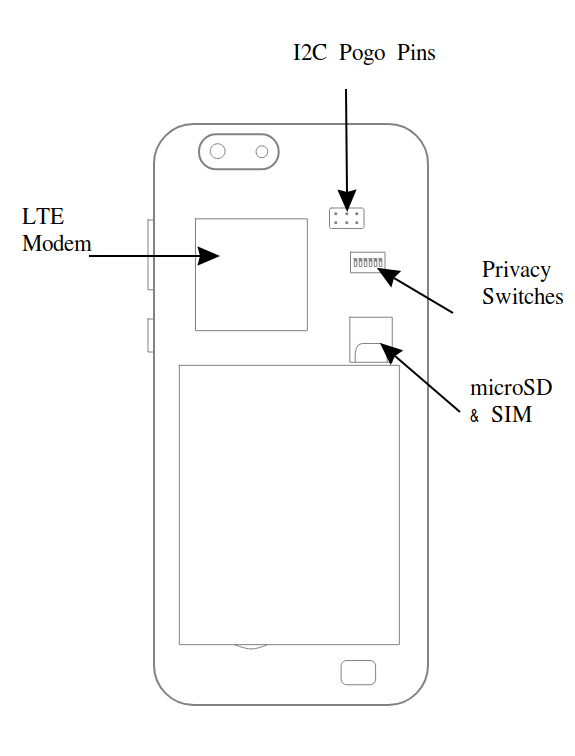 I2C Pogo Pins
LTE
Modem
Privacy
Switches
microSD
& SIM